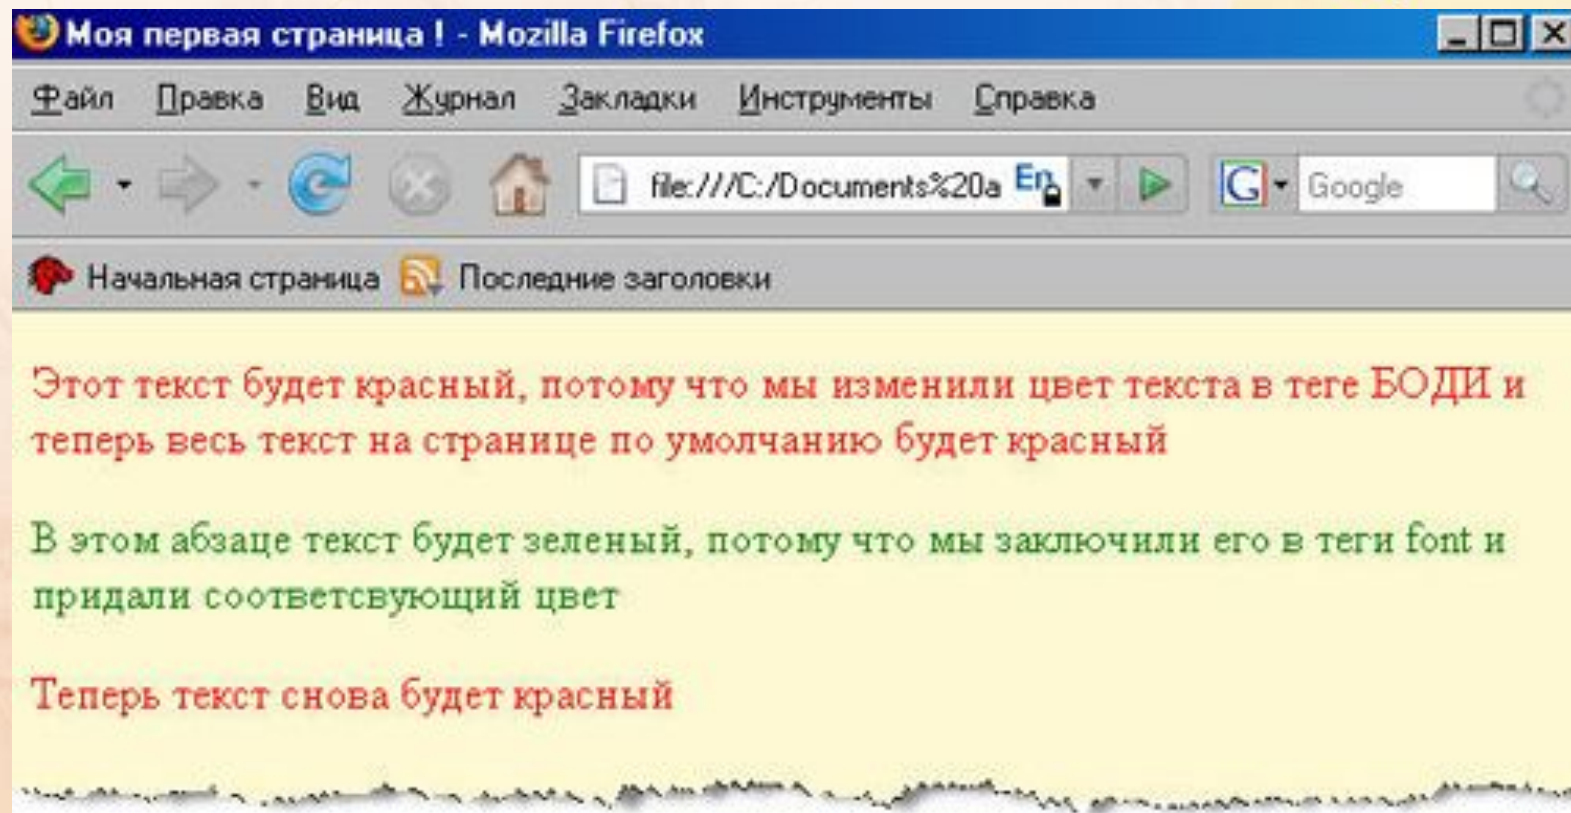 Моя первая страница ! - Mozilla Firefox
Файл Правка Вид Журнал Закладки Инструменты Справка
file:///C:/Documents%20a En G Google
Начальная страница Последние заголовки
Этот текст будет красный, потому что мы изменили цвет текста в теге БОДИ и
теперь весь текст на странице по умолчанию будет красный
В этом абзаце текст будет зеленый, потому что мы заключили его в теги font и
придали соответсвующий цвет
Теперь текст снова будет красный